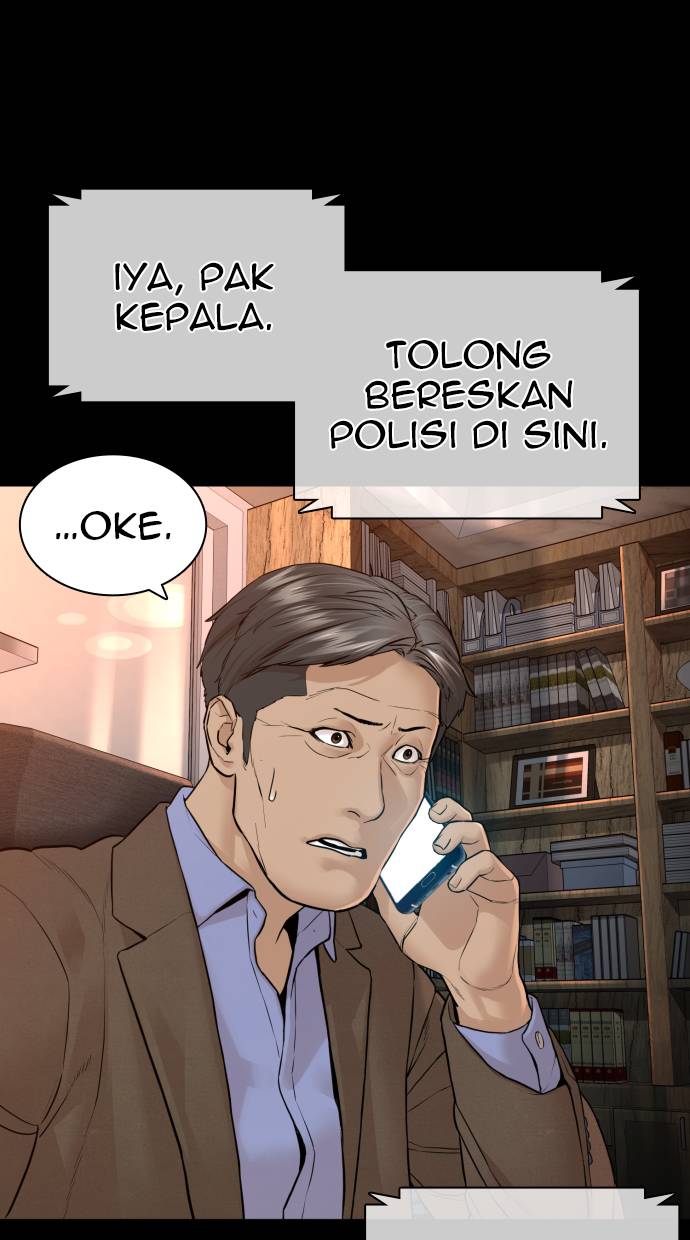 IYA, PAK
KEPALA.
TOLONG
BERESKAN
POLISI DI SINI.
...OKE.